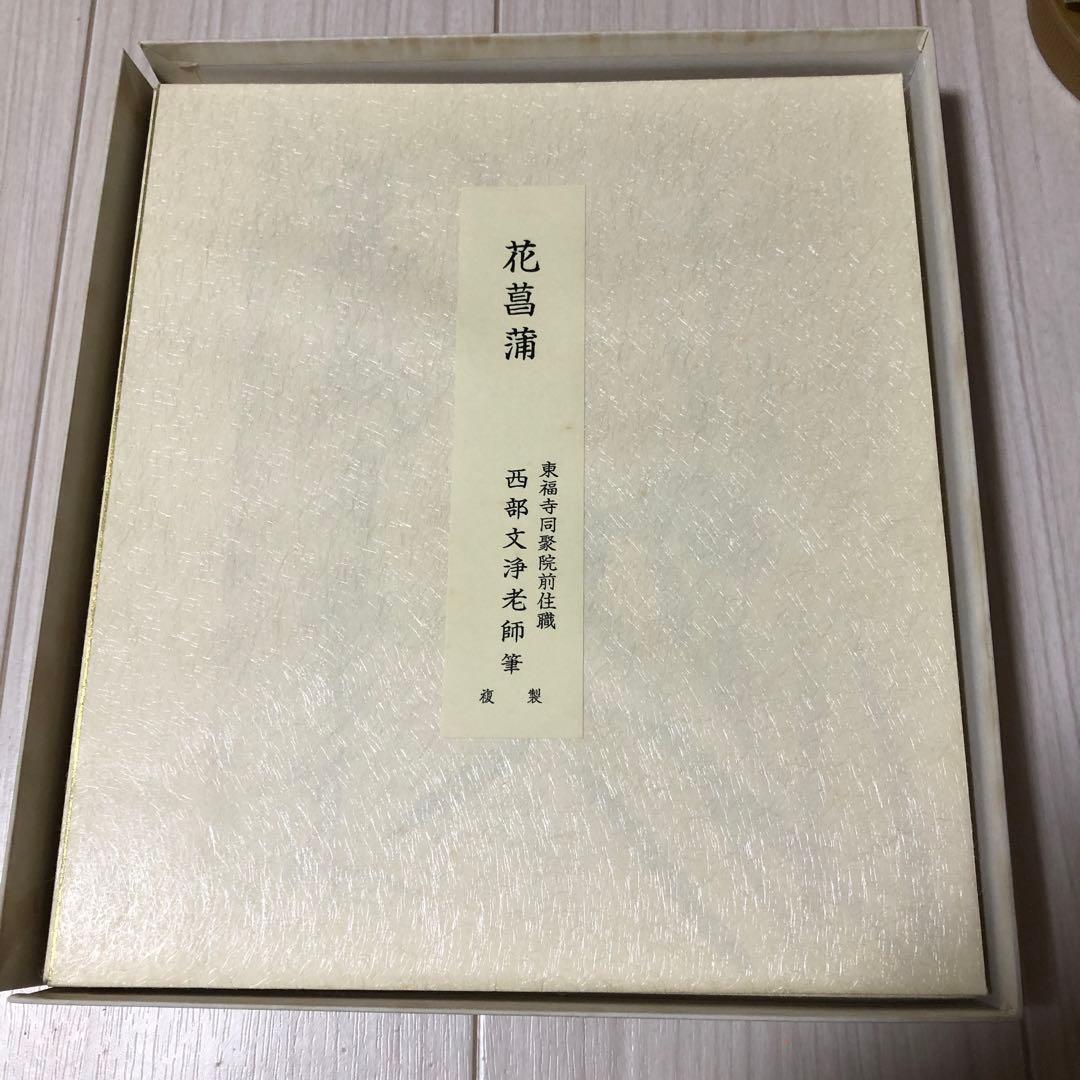 花菖蒲
東福寺同聚院前住職
西部文浄老師筆
複製